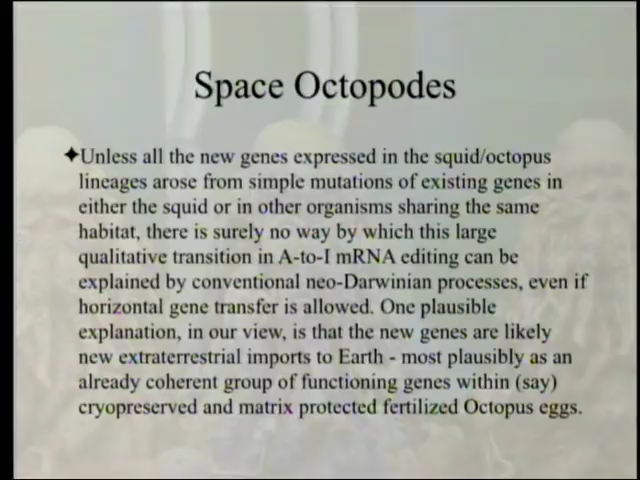 Space Octopodes
✦Unless all the new genes expressed in the squid/octopus
lineages arose from simple mutations of existing genes in
either the squid or in other organisms sharing the same
habitat, there is surely no way by which this large
qualitative transition in A-to-I mRNA editing can be
explained by conventional neo-Darwinian processes, even if
horizontal gene transfer is allowed. One plausible
explanation, in our view, is that the new genes are likely
new extraterrestrial imports to Earth - most plausibly as an
already coherent group of functioning genes within (say)
cryopreserved and matrix protected fertilized Octopus eggs.